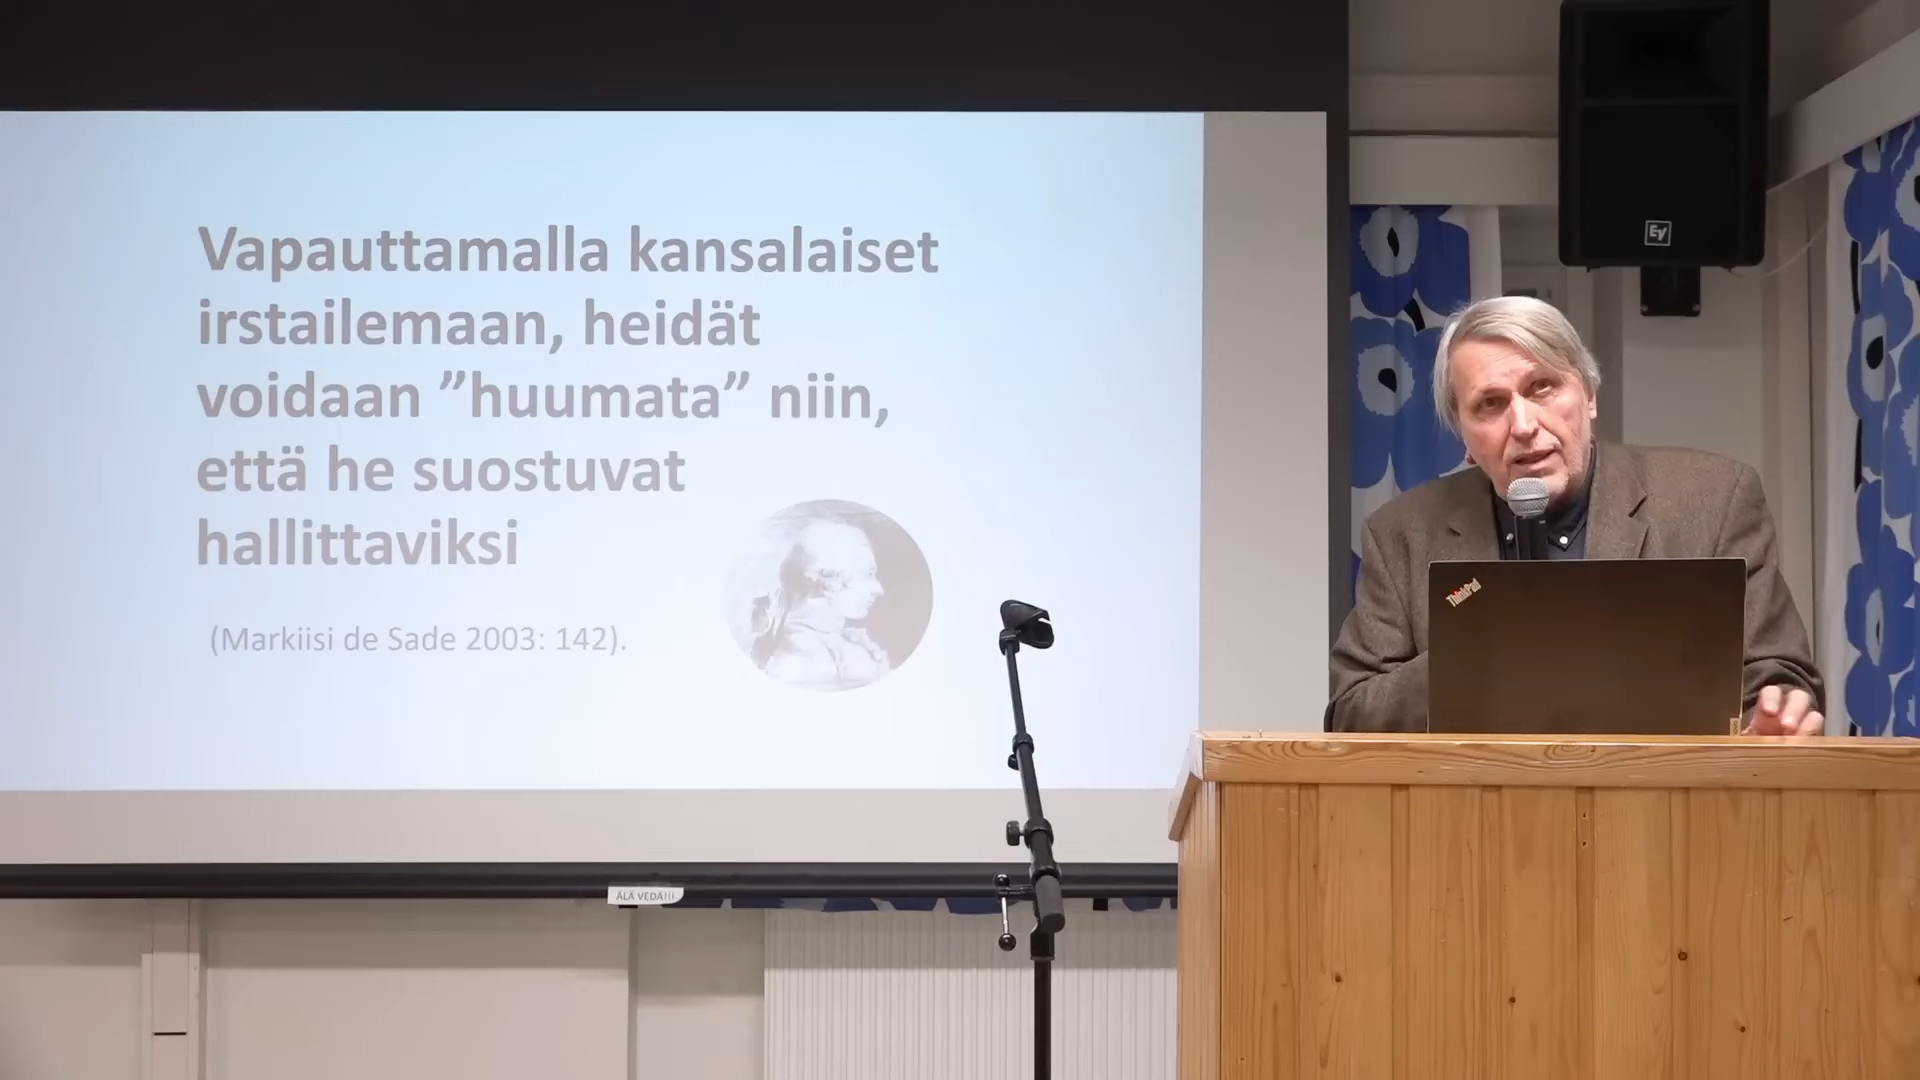 Vapauttamalla kansalaiset
irstailemaan, heidät
voidaan ”huumata” niin,
että he suostuvat
hallittaviksi
(Markiisi de Sade 2003: 142).
ÄLÄ VEDÄ!!!
EV
ThinkPad